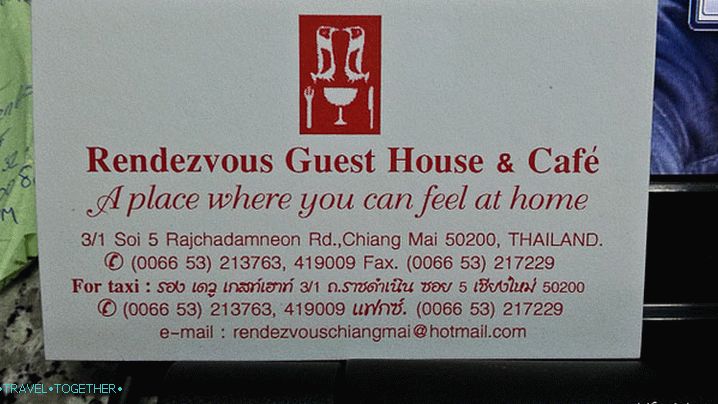 Rendezvous Guest House & Café
A place where you can feel at home
3/1 Soi 5 Rajchadamneon Rd.,Chiang Mai 50200, THAILAND.
✆ (0066 53) 213763, 419009 Fax. (0066 53) 217229
For taxi : รอง เดวู เกสท์เฮาท์ 3/1 ถ.ราชดำเนิน ซอย 5 เชียงใหม่ 50200
✆ (0066 53) 213763, 419009 แฟกซ์. (0066 53) 217229
e-mail : rendezvouschiangmai@hotmail.com
•TRAVEL•TOGETHER•